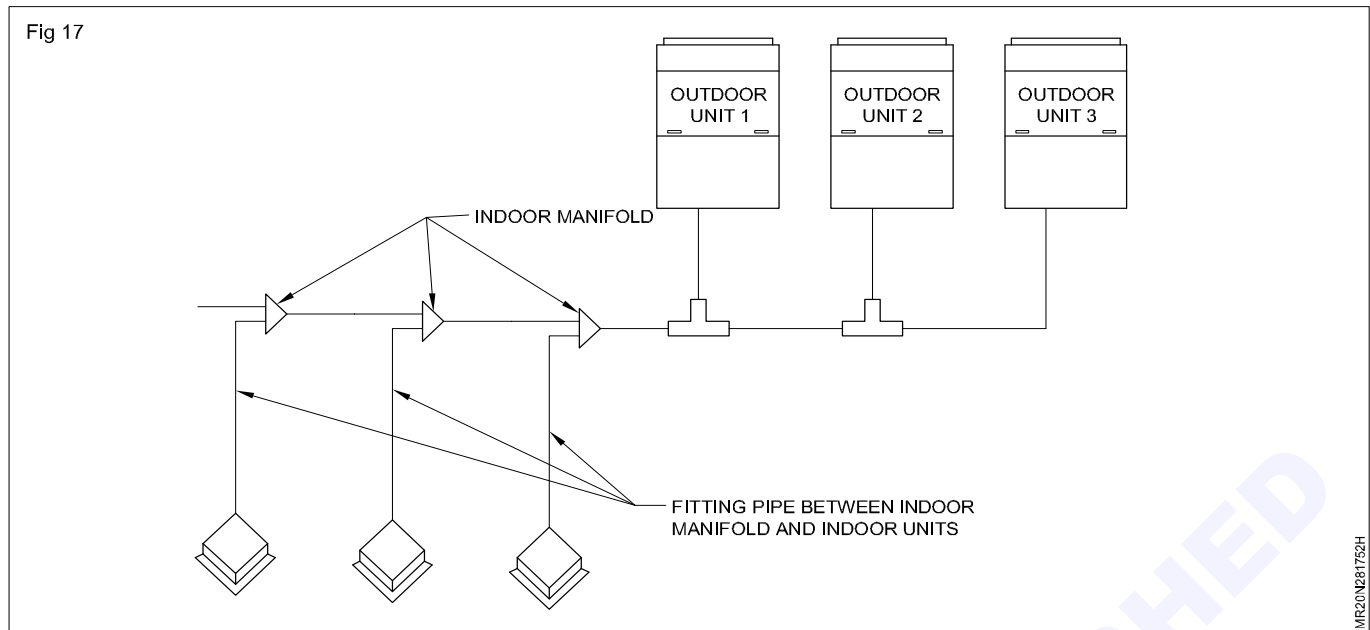 Fig 17
OUTDOOR
UNIT 1
OUTDOOR
UNIT 2
OUTDOOR
UNIT 3
INDOOR MANIFOLD
FITTING PIPE BETWEEN INDOOR
MANIFOLD AND INDOOR UNITS
MR20N281752H
HED